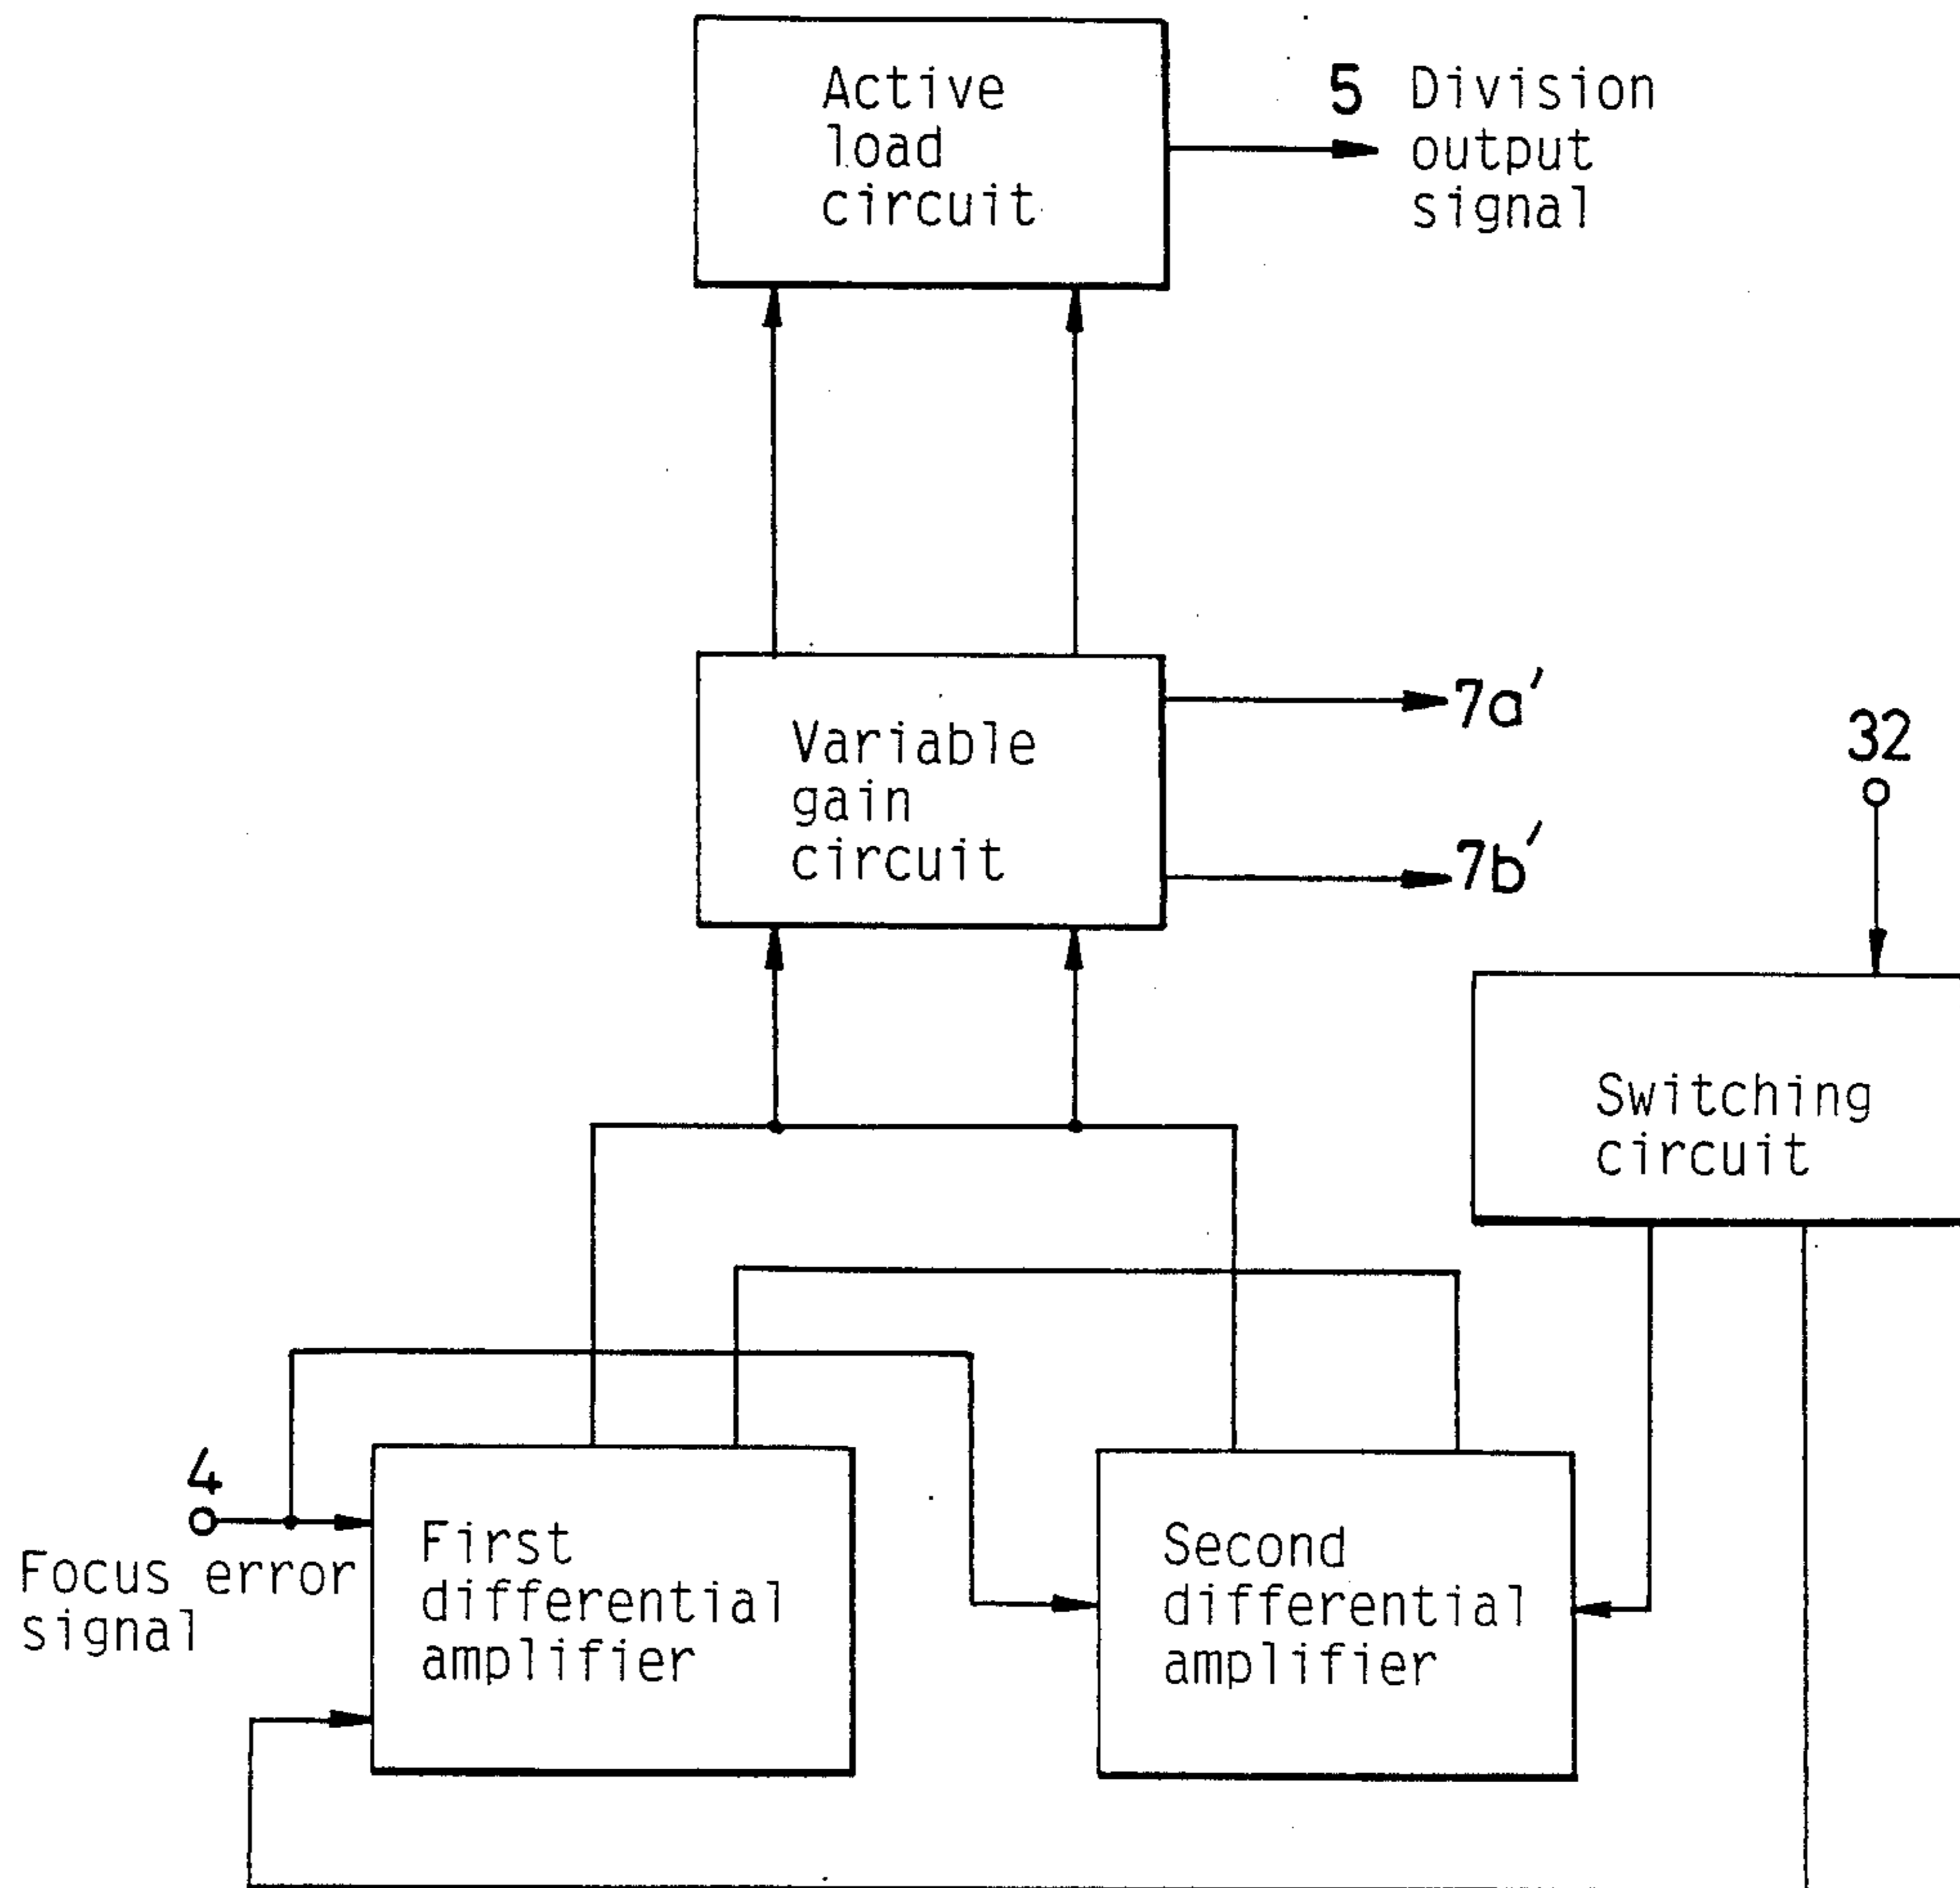 Active
load
circuit
5 Division
output
signal
Variable
gain
circuit
7a′
7b′
32
Switching
circuit
4
Focus error
signal
First
differential
amplifier
Second
differential
amplifier